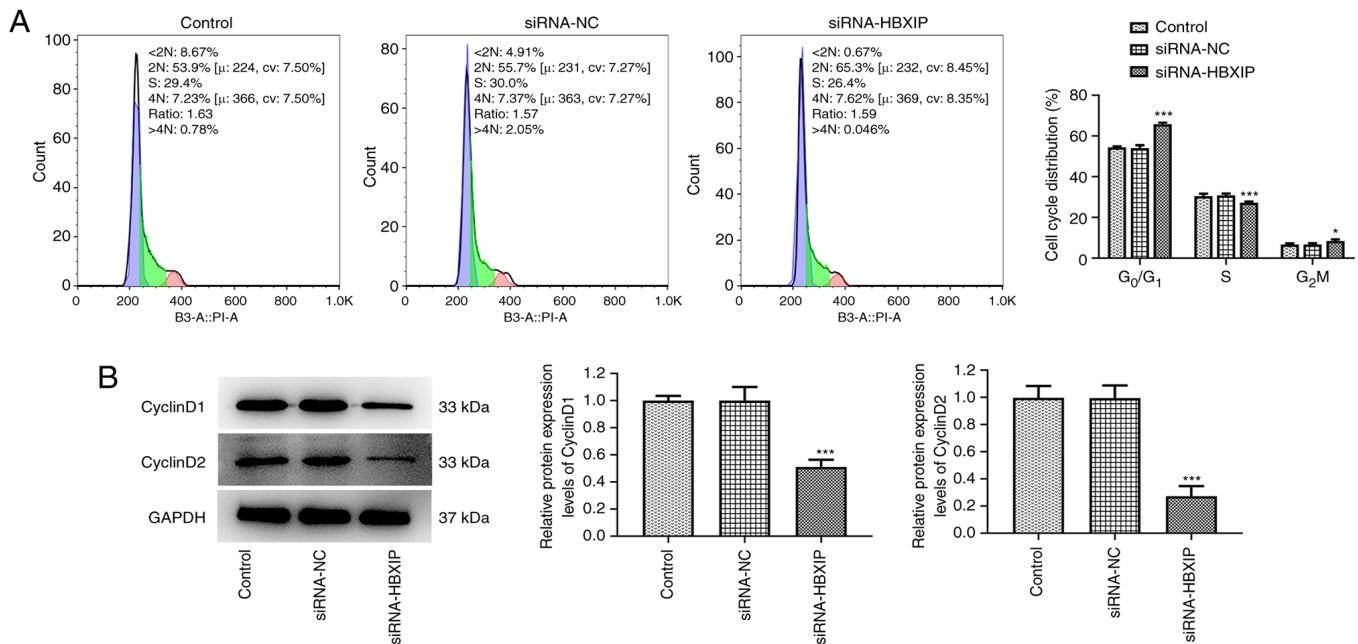 A
Control
100
80
60
40
20
0
Count
<2N: 8.67%
2N: 53.9% [μ: 224, cv: 7.50%]
S: 29.4%
4N: 7.23% [μ: 366, cv: 7.50%]
Ratio: 1.63
>4N: 0.78%
0 200 400 600 800 1.0K
B3-A::PI-A
siRNA-NC
80
60
40
20
0
Count
<2N: 4.91%
2N: 55.7% [μ: 231, cv: 7.27%]
S: 30.0%
4N: 7.37% [μ: 363, cv: 7.27%]
Ratio: 1.57
>4N: 2.05%
0 200 400 600 800 1.0K
B3-A::PI-A
siRNA-HBXIP
100
80
60
40
20
0
Count
<2N: 0.67%
2N: 65.3% [μ: 232, cv: 8.45%]
S: 26.4%
4N: 7.62% [μ: 369, cv: 8.35%]
Ratio: 1.59
>4N: 0.046%
0 200 400 600 800 1.0K
B3-A::PI-A
Control
siRNA-NC
siRNA-HBXIP
Cell cycle distribution (%)
80
60
40
20
0
***
***
*
G0/G1 S G2M
B
CyclinD1 33 kDa
CyclinD2 33 kDa
GAPDH 37 kDa
Control
siRNA-NC
siRNA-HBXIP
Relative protein expression
levels of CyclinD1
1.2
1.0
0.8
0.6
0.4
0.2
0.0
***
Control
siRNA-NC
siRNA-HBXIP
Relative protein expression
levels of CyclinD2
1.2
1.0
0.8
0.6
0.4
0.2
0.0
***
Control
siRNA-NC
siRNA-HBXIP